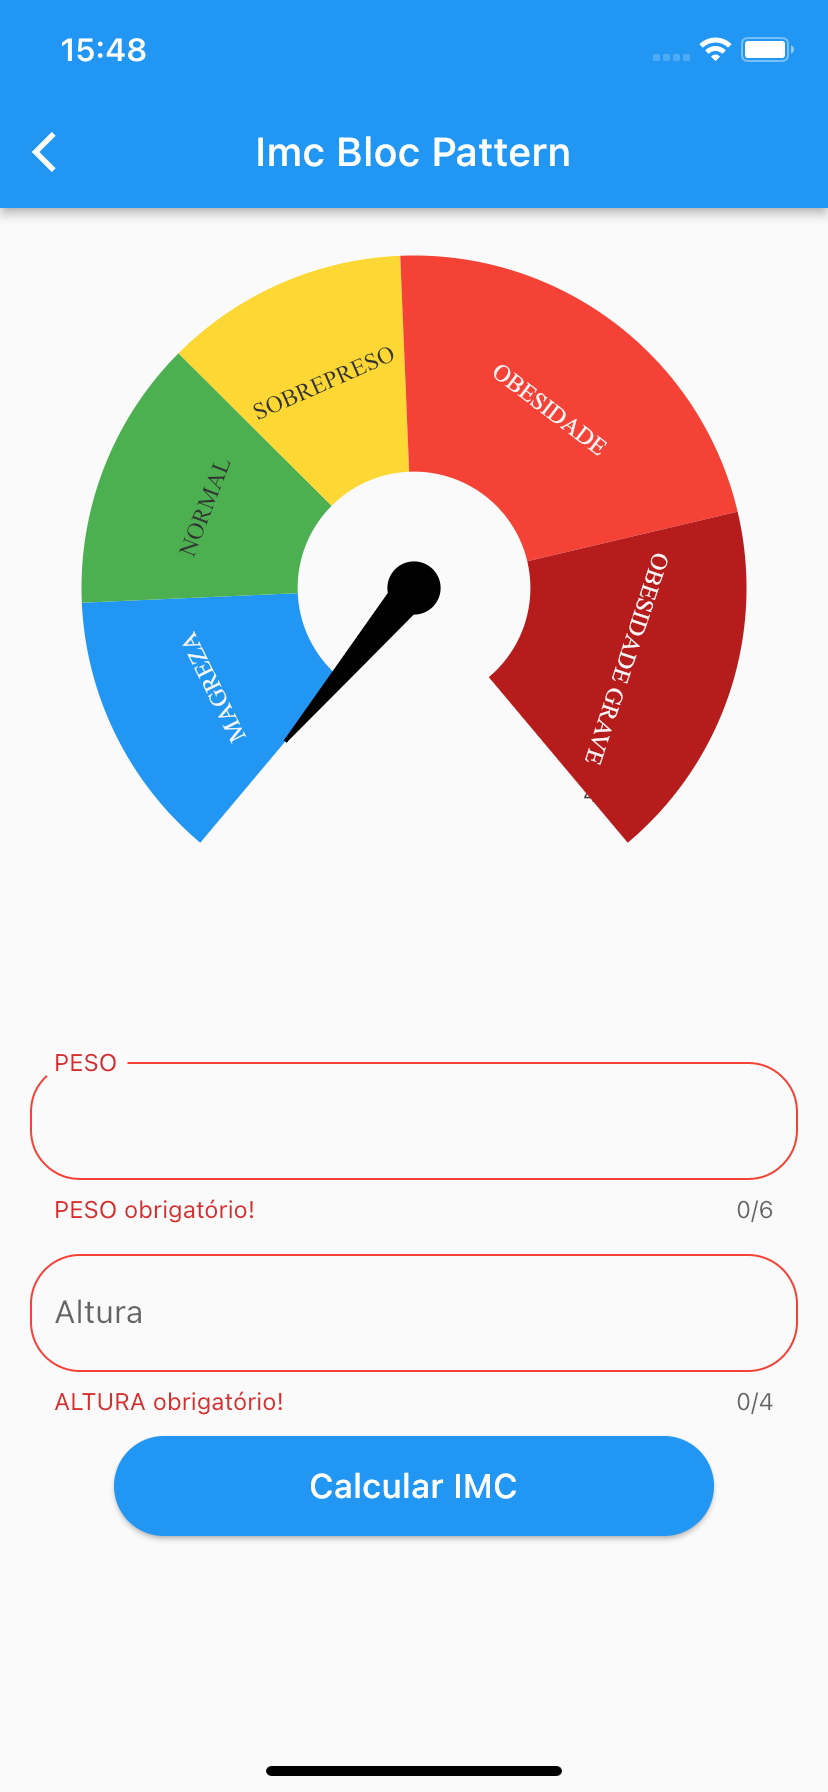 15:48
Imc Bloc Pattern
SOBREPRESO
OBESIDADE
NORMAL
OBESIDADE GRAVE
MAGREZA
PESO
PESO obrigatório! 0/6
Altura
ALTURA obrigatório! 0/4
Calcular IMC